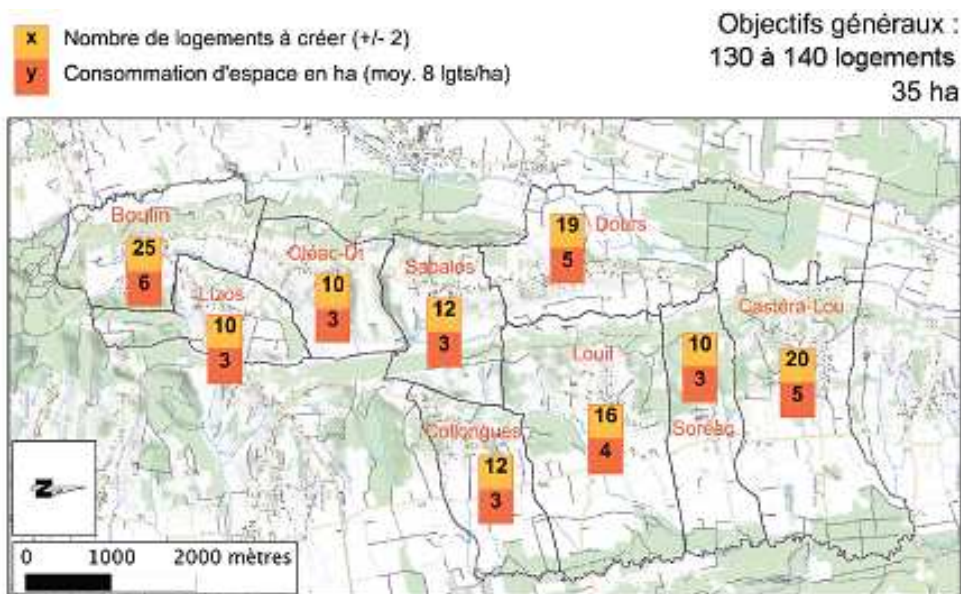 x Nombre de logements à créer (+/- 2)
y Consommation d'espace en ha (moy. 8 lgts/ha)
Objectifs généraux :
130 à 140 logements
35 ha
Boulin
25
6
Lizos
10
3
Oléac-D
10
3
Sabalos
12
3
Dours
19
5
Castéra-Lou
20
5
Louit
16
4
10
3
Soréac
Collongues
12
3
N
0 1000 2000 mètres